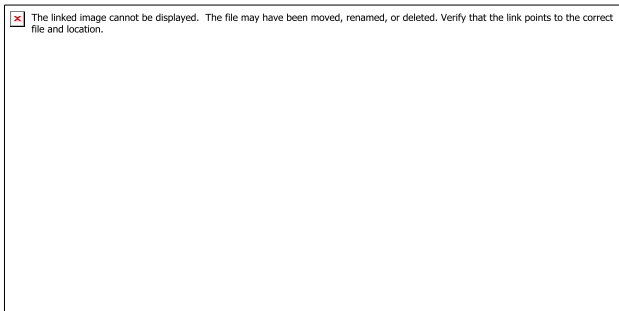 The linked image cannot be displayed.  The file may have been moved, renamed, or deleted. Verify that the link points to the correct
file and location.